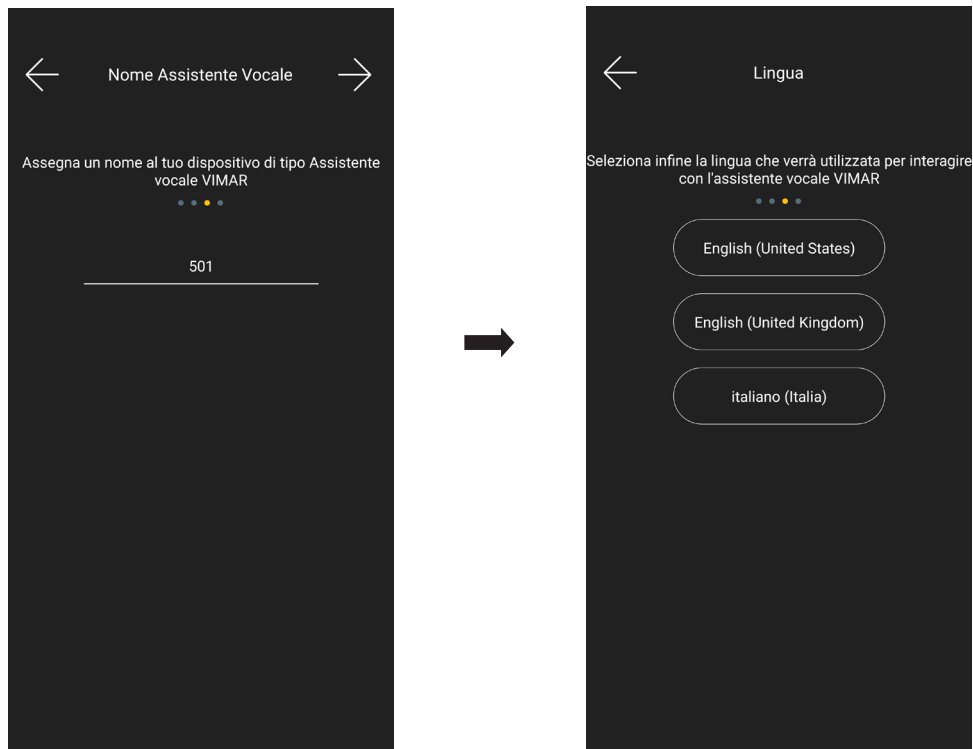 Nome Assistente Vocale
Assegna un nome al tuo dispositivo di tipo Assistente
vocale VIMAR
501
Lingua
Seleziona infine la lingua che verrà utilizzata per interagire
con l'assistente vocale VIMAR
English (United States)
English (United Kingdom)
italiano (Italia)